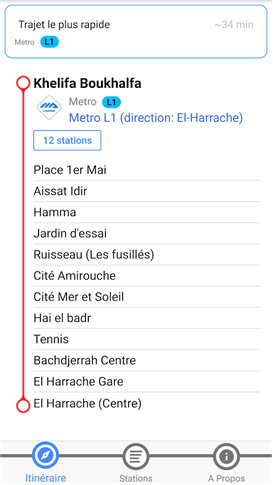 Trajet le plus rapide ~34 min
Metro L1
Khelifa Boukhalfa
Metro L1
Metro L1 (direction: El-Harrache)
12 stations
Place 1er Mai
Aissat Idir
Hamma
Jardin d'essai
Ruisseau (Les fusillés)
Cité Amirouche
Cité Mer et Soleil
Hai el badr
Tennis
Bachdjerrah Centre
El Harrache Gare
El Harrache (Centre)
Itinéraire Stations A Propos